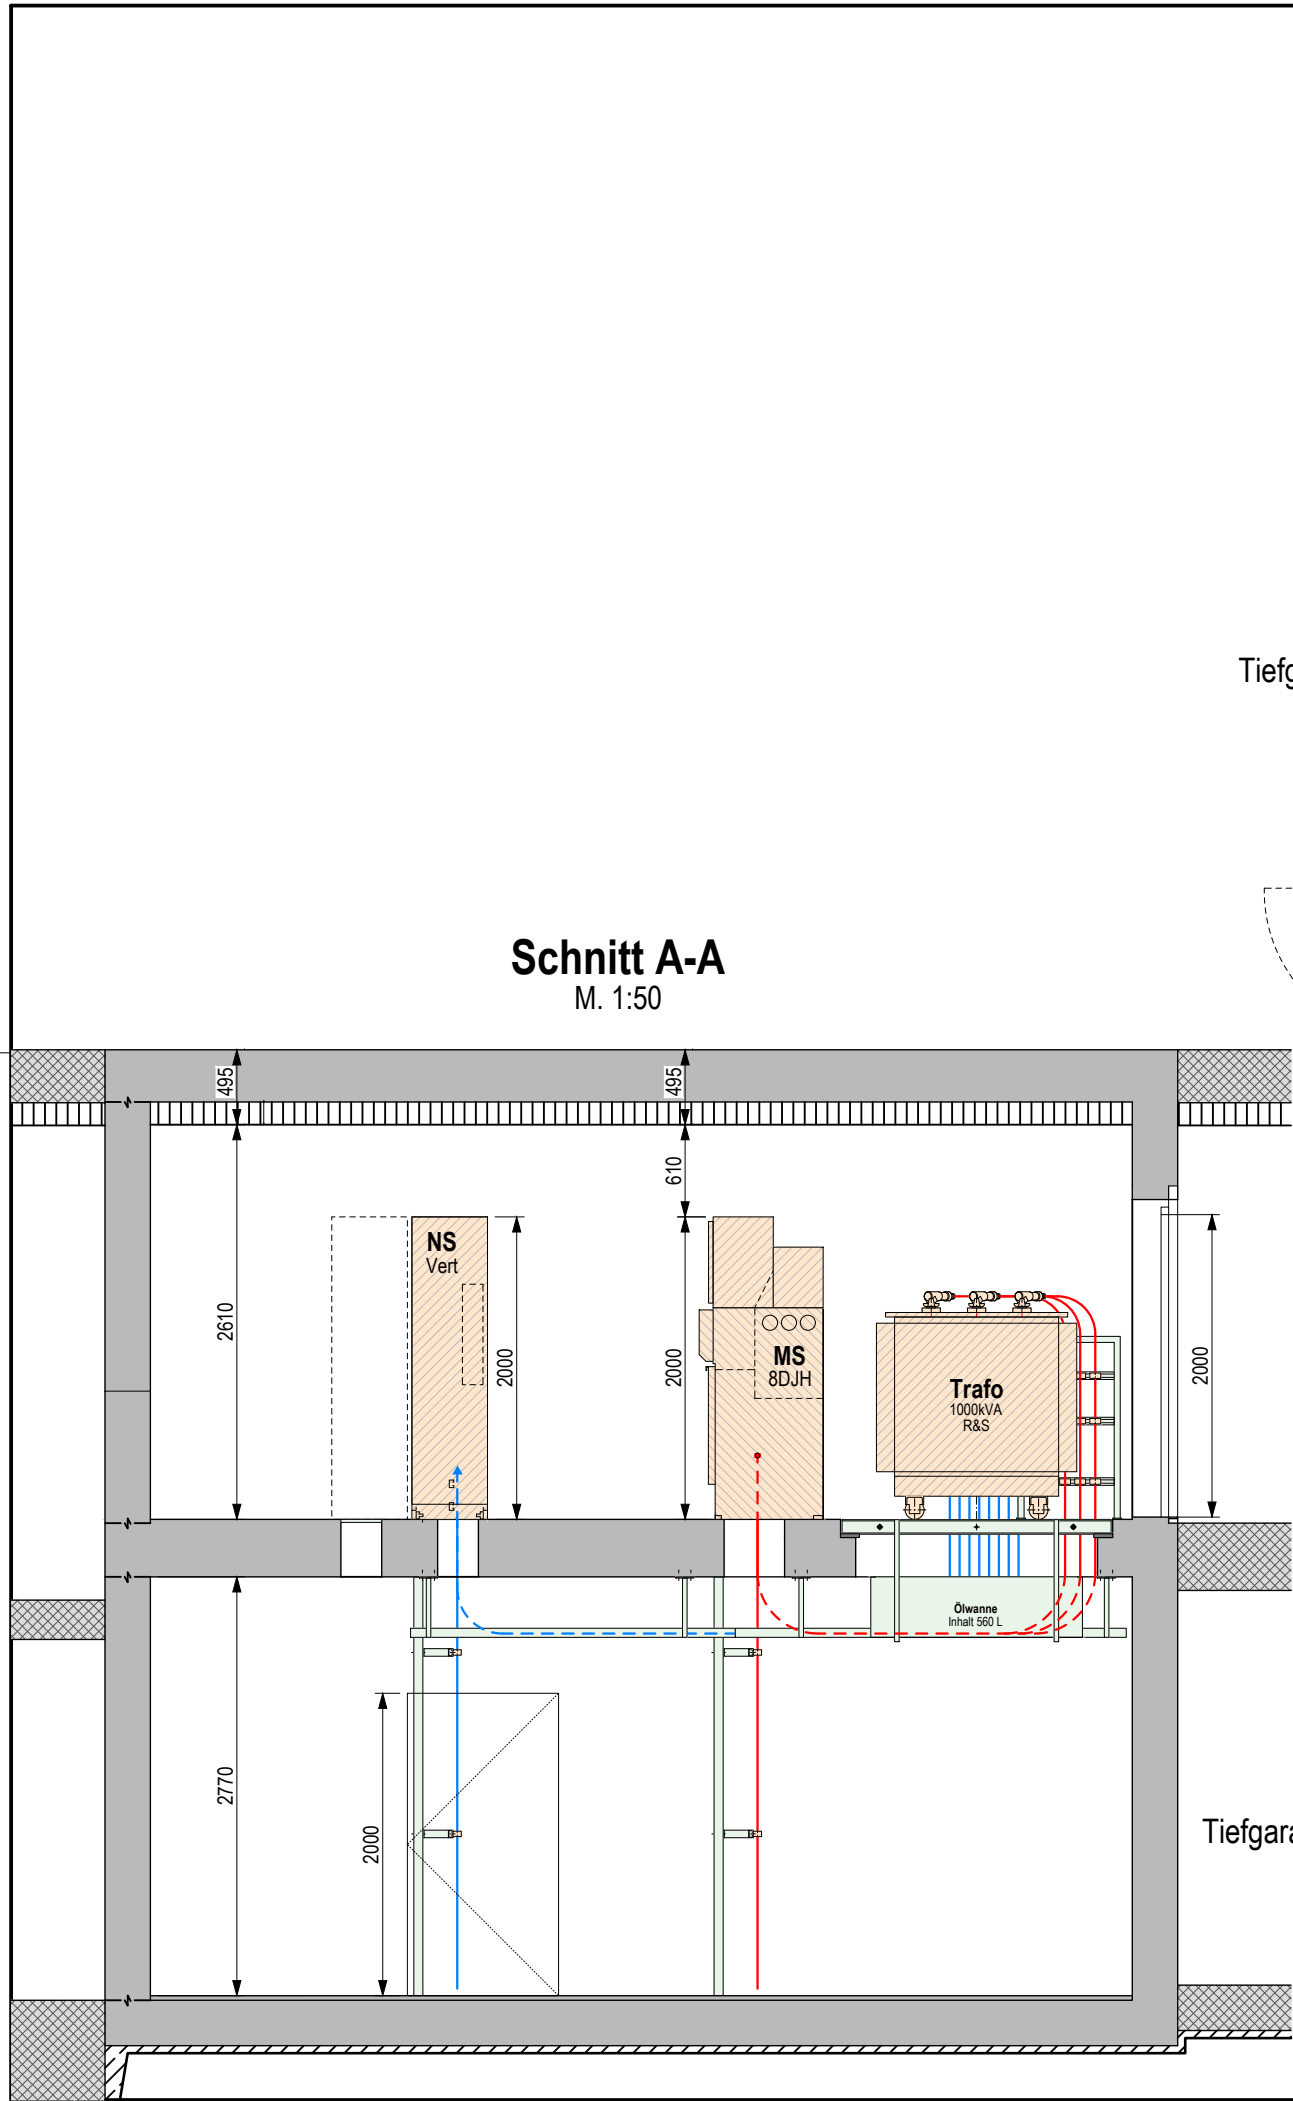 Tiefg
Schnitt A-A
M. 1:50
495
495
610
2610
NS
Vert
2000
2000
MS
8DJH
Trafo
1000kVA
R&S
2000
Ölwanne
Inhalt 560 L
2770
2000
Tiefgara